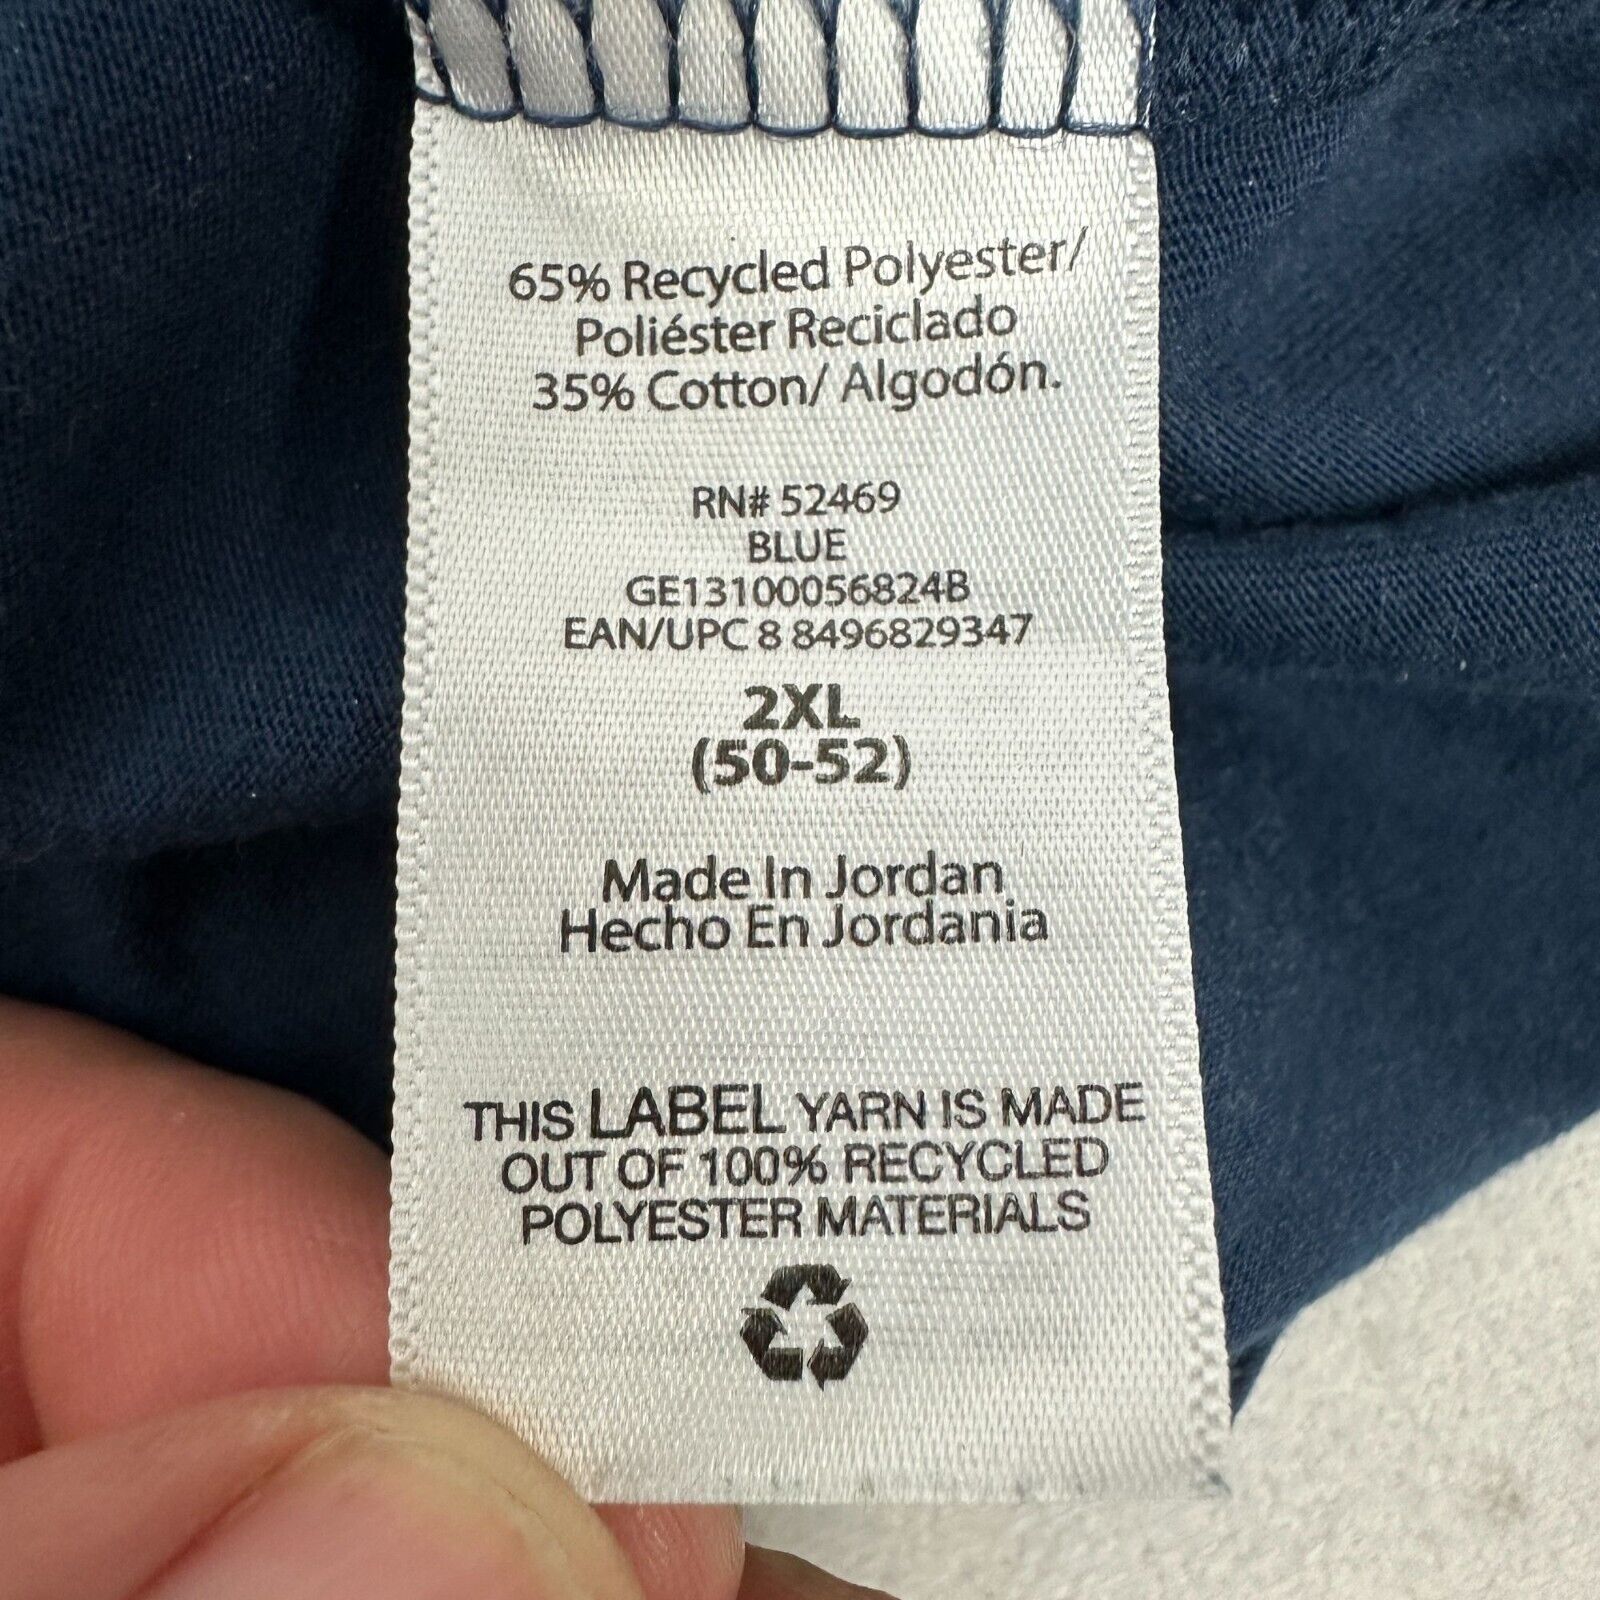 65% Recycled Polyester/
Poliéster Reciclado
35% Cotton/ Algodón.
RN# 52469
BLUE
GE13100056824B
EAN/UPC 8 8496829347
2XL
(50-52)
Made In Jordan
Hecho En Jordania
THIS LABEL YARN IS MADE
OUT OF 100% RECYCLED
POLYESTER MATERIALS